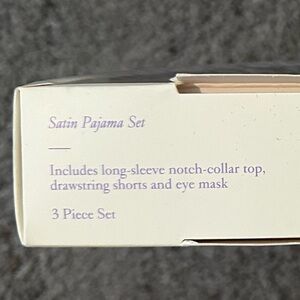 Satin Pajama Set
Includes long-sleeve notch-collar top,
drawstring shorts and eye mask
3 Piece Set